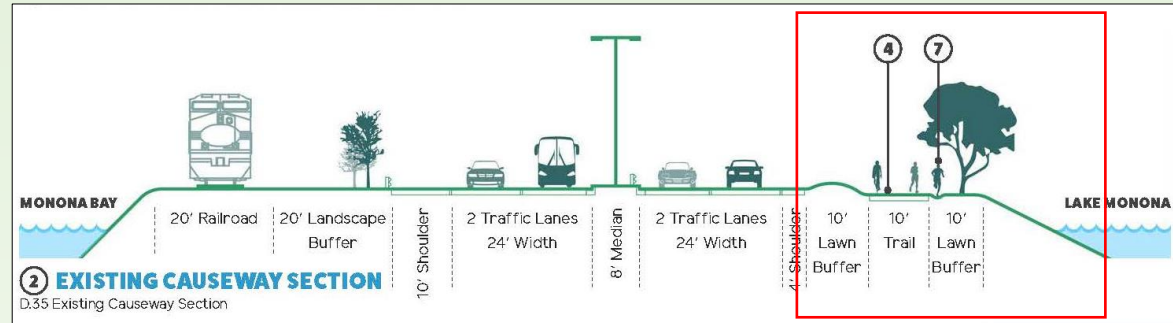 4
7
MONONA BAY
LAKE MONONA
20' Railroad
20' Landscape
Buffer
10' Shoulder
2 Traffic Lanes
24' Width
8' Median
2 Traffic Lanes
24' Width
4' Shoulder
10'
Lawn
Buffer
10'
Trail
10'
Lawn
Buffer
2 EXISTING CAUSEWAY SECTION
D.35 Existing Causeway Section